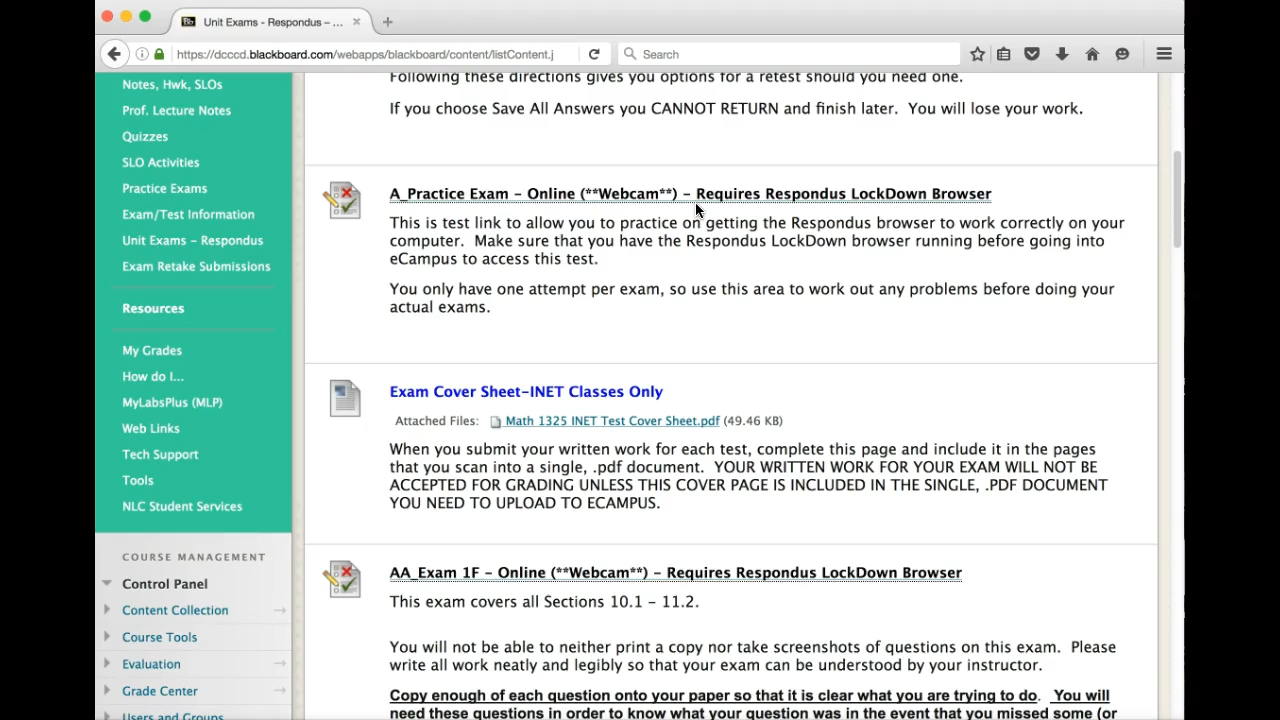 Unit Exams - Respondus – ...
https://dcccd.blackboard.com/webapps/blackboard/content/listContent.j
Search
Notes, Hwk, SLOs
Prof. Lecture Notes
Quizzes
SLO Activities
Practice Exams
Exam/Test Information
Unit Exams - Respondus
Exam Retake Submissions
Resources
My Grades
How do I...
MyLabsPlus (MLP)
Web Links
Tech Support
Tools
NLC Student Services
COURSE MANAGEMENT
Control Panel
Content Collection
Course Tools
Evaluation
Grade Center
Users and Groups
Following these directions gives you options for a retest should you need one.
If you choose Save All Answers you CANNOT RETURN and finish later. You will lose your work.
A_Practice Exam - Online (**Webcam**) - Requires Respondus LockDown Browser
This is test link to allow you to practice on getting the Respondus browser to work correctly on your
computer. Make sure that you have the Respondus LockDown browser running before going into
eCampus to access this test.
You only have one attempt per exam, so use this area to work out any problems before doing your
actual exams.
Exam Cover Sheet-INET Classes Only
Attached Files: Math 1325 INET Test Cover Sheet.pdf (49.46 KB)
When you submit your written work for each test, complete this page and include it in the pages
that you scan into a single, .pdf document. YOUR WRITTEN WORK FOR YOUR EXAM WILL NOT BE
ACCEPTED FOR GRADING UNLESS THIS COVER PAGE IS INCLUDED IN THE SINGLE, .PDF DOCUMENT
YOU NEED TO UPLOAD TO ECAMPUS.
AA_Exam 1F - Online (**Webcam**) - Requires Respondus LockDown Browser
This exam covers all Sections 10.1 - 11.2.
You will not be able to neither print a copy nor take screenshots of questions on this exam. Please
write all work neatly and legibly so that your exam can be understood by your instructor.
Copy enough of each question onto your paper so that it is clear what you are trying to do. You will
need these questions in order to know what your question was in the event that you missed some (or